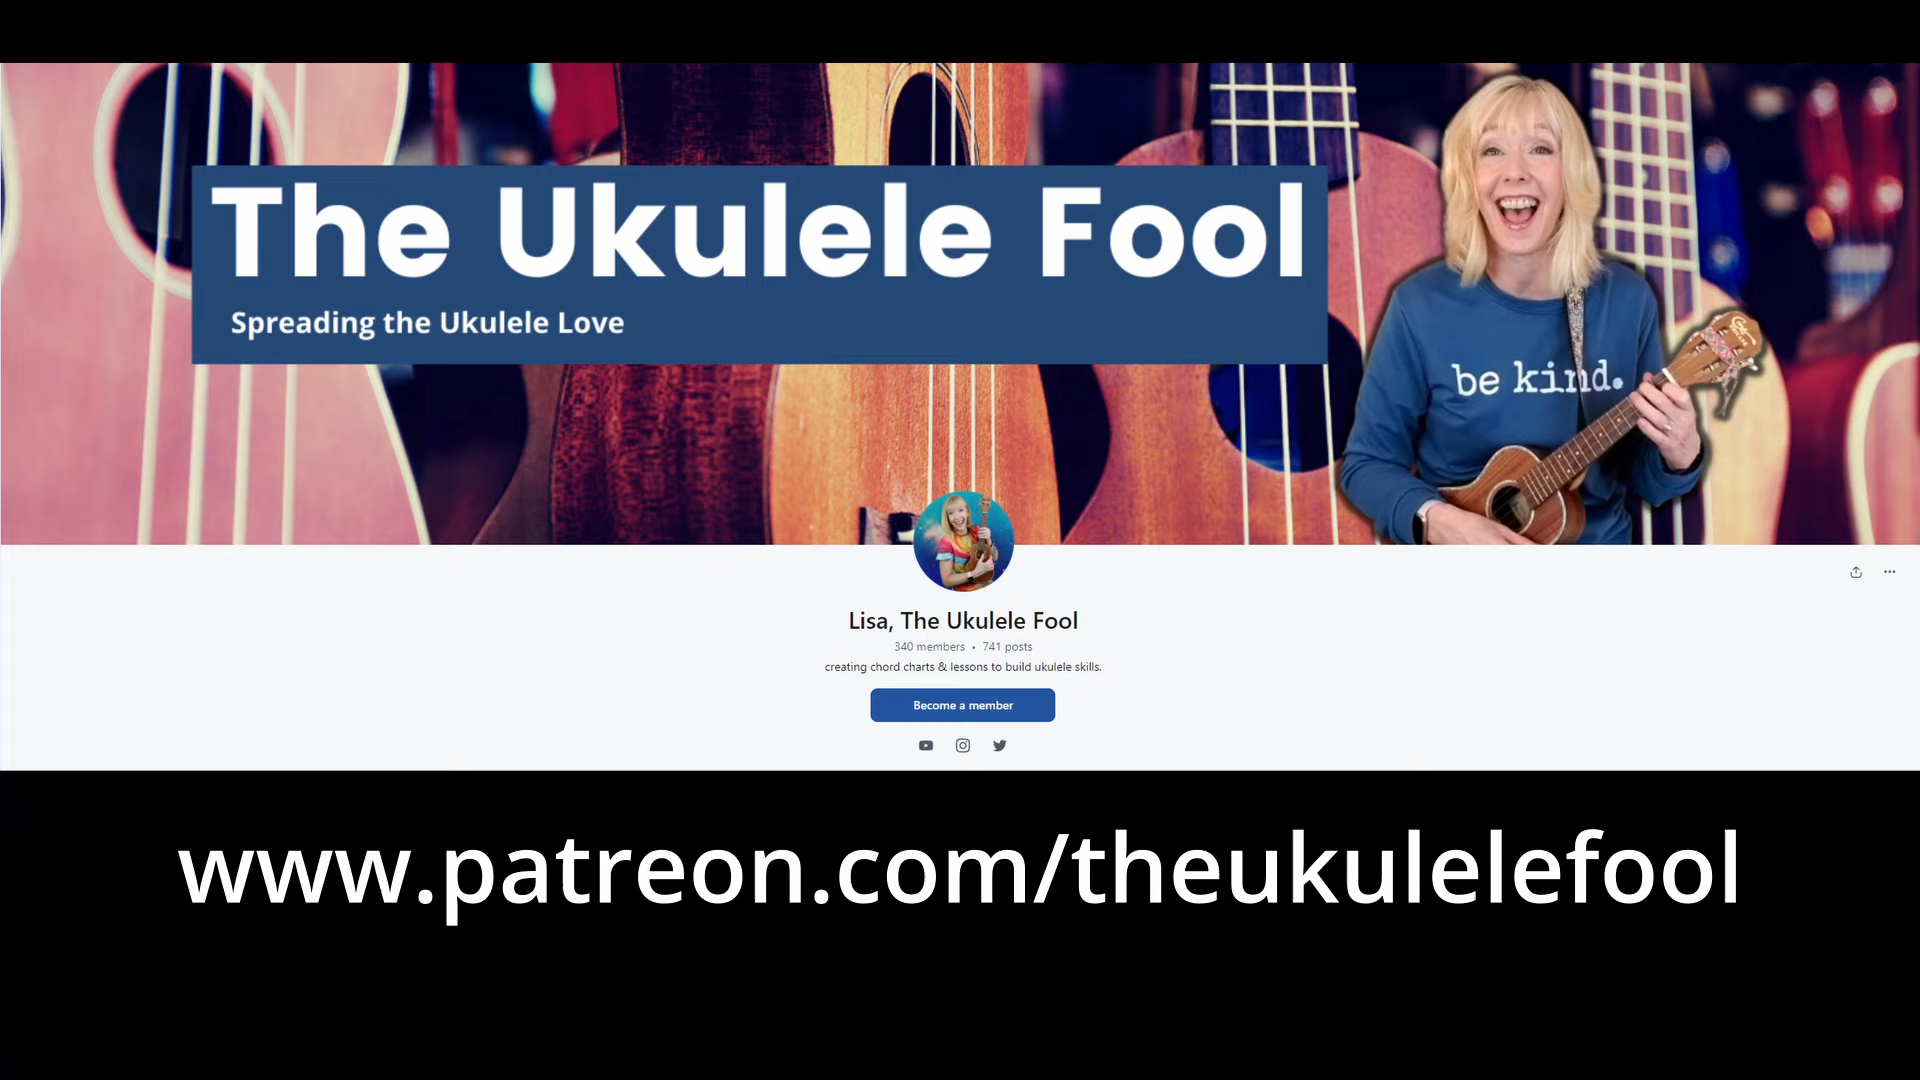 The Ukulele Fool
Spreading the Ukulele Love
be kind.
Lisa, The Ukulele Fool
340 members • 741 posts
creating chord charts & lessons to build ukulele skills.
Become a member
www.patreon.com/theukulelefool